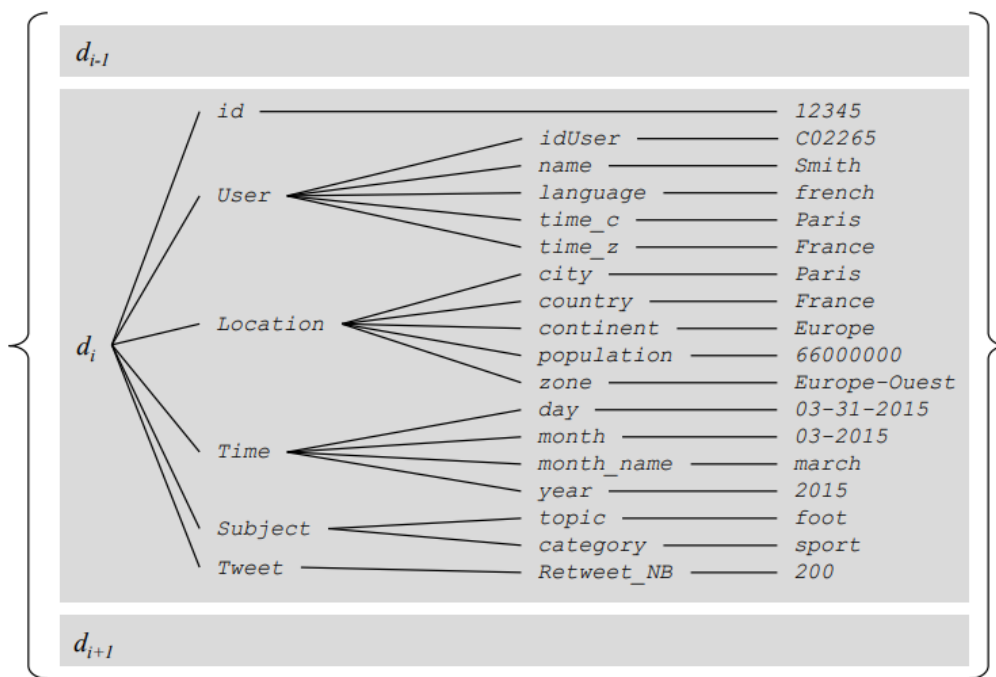 d_{i-1}
id 12345
idUser C02265
name Smith
User language french
time_c Paris
time_z France
city Paris
country France
Location continent Europe
d_i population 66000000
zone Europe-Ouest
day 03-31-2015
month 03-2015
Time month_name march
year 2015
topic foot
Subject category sport
Tweet Retweet_NB 200
d_{i+1}